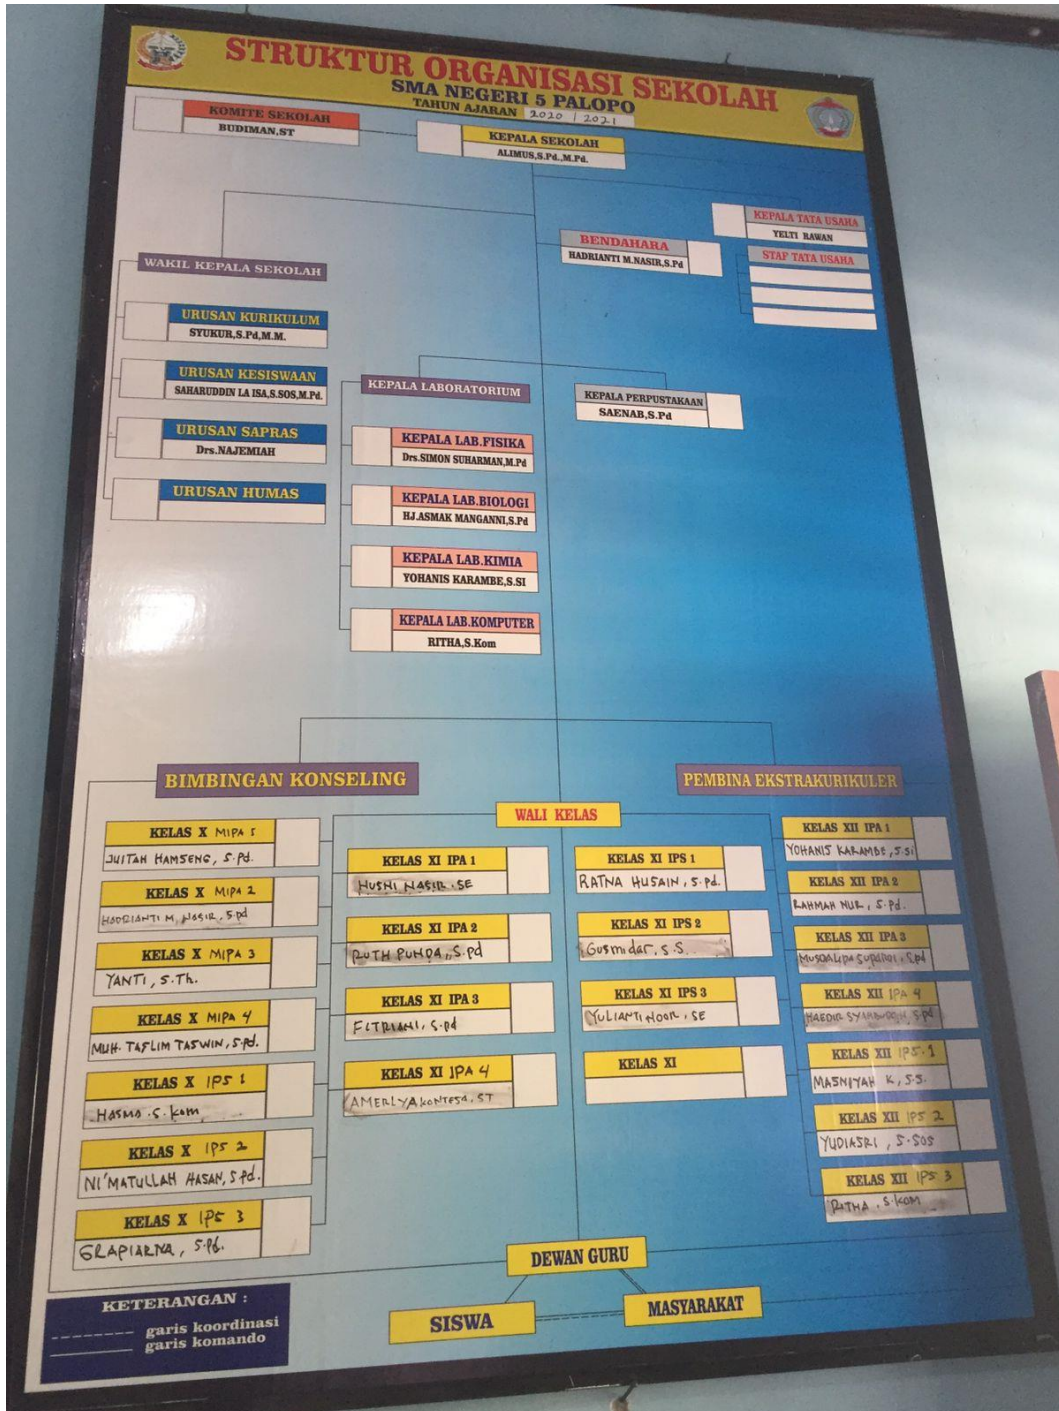 STRUKTUR ORGANISASI SEKOLAH
SMA NEGERI 5 PALOPO
TAHUN AJARAN 2020 / 2021
KOMITE SEKOLAH
BUDIMAN,ST
KEPALA SEKOLAH
ALIMUS,S.Pd.,M.Pd.
KEPALA TATA USAHA
YELTI RAWAN
STAF TATA USAHA
BENDAHARA
HADRIANTI M.NASIR,S.Pd
WAKIL KEPALA SEKOLAH
URUSAN KURIKULUM
SYUKUR,S.Pd,M.M.
URUSAN KESISWAAN
SAHARUDDIN LA ISA,S.SOS,M.Pd.
URUSAN SAPRAS
Drs.NAJEMIAH
URUSAN HUMAS
KEPALA LABORATORIUM
KEPALA LAB.FISIKA
Drs.SIMON SUHARMAN,M.Pd
KEPALA LAB.BIOLOGI
HJ.ASMAK MANGANNI,S.Pd
KEPALA LAB.KIMIA
YOHANIS KARAMBE,S.SI
KEPALA LAB.KOMPUTER
RITHA,S.Kom
KEPALA PERPUSTAKAAN
SAENAB,S.Pd
BIMBINGAN KONSELING
PEMBINA EKSTRAKURIKULER
WALI KELAS
KELAS X MIPA 1
JUITAH HAMSENG, S.Pd.
KELAS X MIPA 2
HADRIANTI M, NASIR, S.pd
KELAS X MIPA 3
YANTI, S.Th.
KELAS X MIPA 4
MUH. TASLIM TASWIN, S.Pd.
KELAS X IPS 1
HASMA S.kom
KELAS X IPS 2
NI'MATULLAH HASAN, S.Pd.
KELAS X IPS 3
GRAPIARNA, S.Pd.
KELAS XI IPA 1
HUSNI NASIR, SE
KELAS XI IPA 2
RUTH PUNDA, S.pd
KELAS XI IPA 3
FITRIANI, S.pd
KELAS XI IPA 4
AMERLYA KONTESA, ST
KELAS XI IPS 1
RATNA HUSAIN, S.Pd.
KELAS XI IPS 2
Gusmidar, S.S.
KELAS XI IPS 3
YULIANTI NOOR, SE
KELAS XI
KELAS XII IPA 1
YOHANIS KARAMBE, S.Si
KELAS XII IPA 2
RAHMAH NUR, S.Pd.
KELAS XII IPA 3
S.pd
KELAS XII IPA 4
HAEDIR S.pd
KELAS XII IPS 1
MASNIYAH K, S.S.
KELAS XII IPS 2
YUDIASRI, S.SOS
KELAS XII IPS 3
RITHA, S.kom
DEWAN GURU
SISWA
MASYARAKAT
KETERANGAN :
garis koordinasi
garis komando